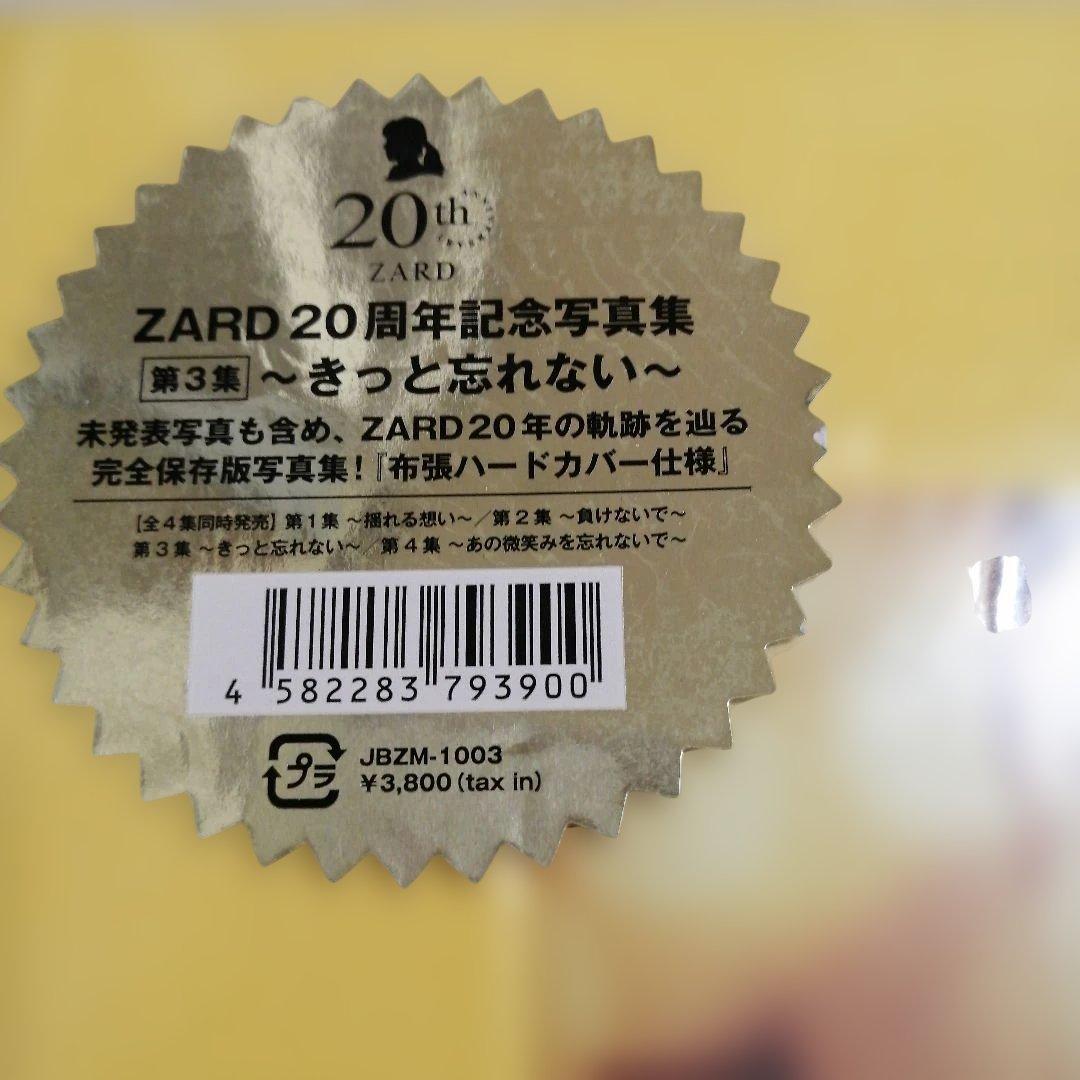 20th
ZARD
ZARD 20周年記念写真集
第3集 ～きっと忘れない～
未発表写真も含め、ZARD20年の軌跡を辿る
完全保存版写真集!『布張ハードカバー仕様』
【全4集同時発売】第1集 ～揺れる想い～／第2集 ～負けないで～
第3集 ～きっと忘れない～／第4集 ～あの微笑みを忘れないで～
4 582283 793900
プラ JBZM-1003
¥3,800(tax in)